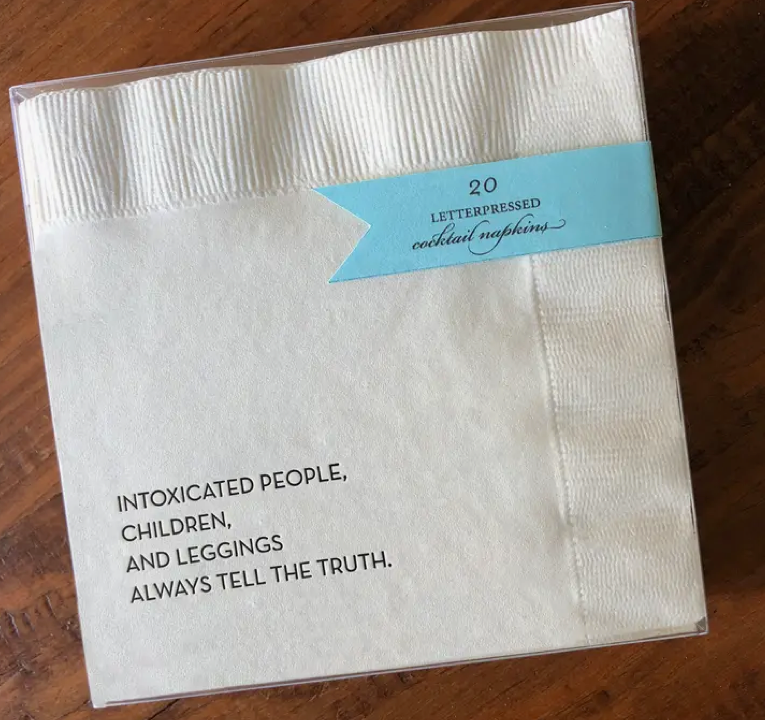 20
LETTERPRESSED
cocktail napkins
INTOXICATED PEOPLE,
CHILDREN,
AND LEGGINGS
ALWAYS TELL THE TRUTH.